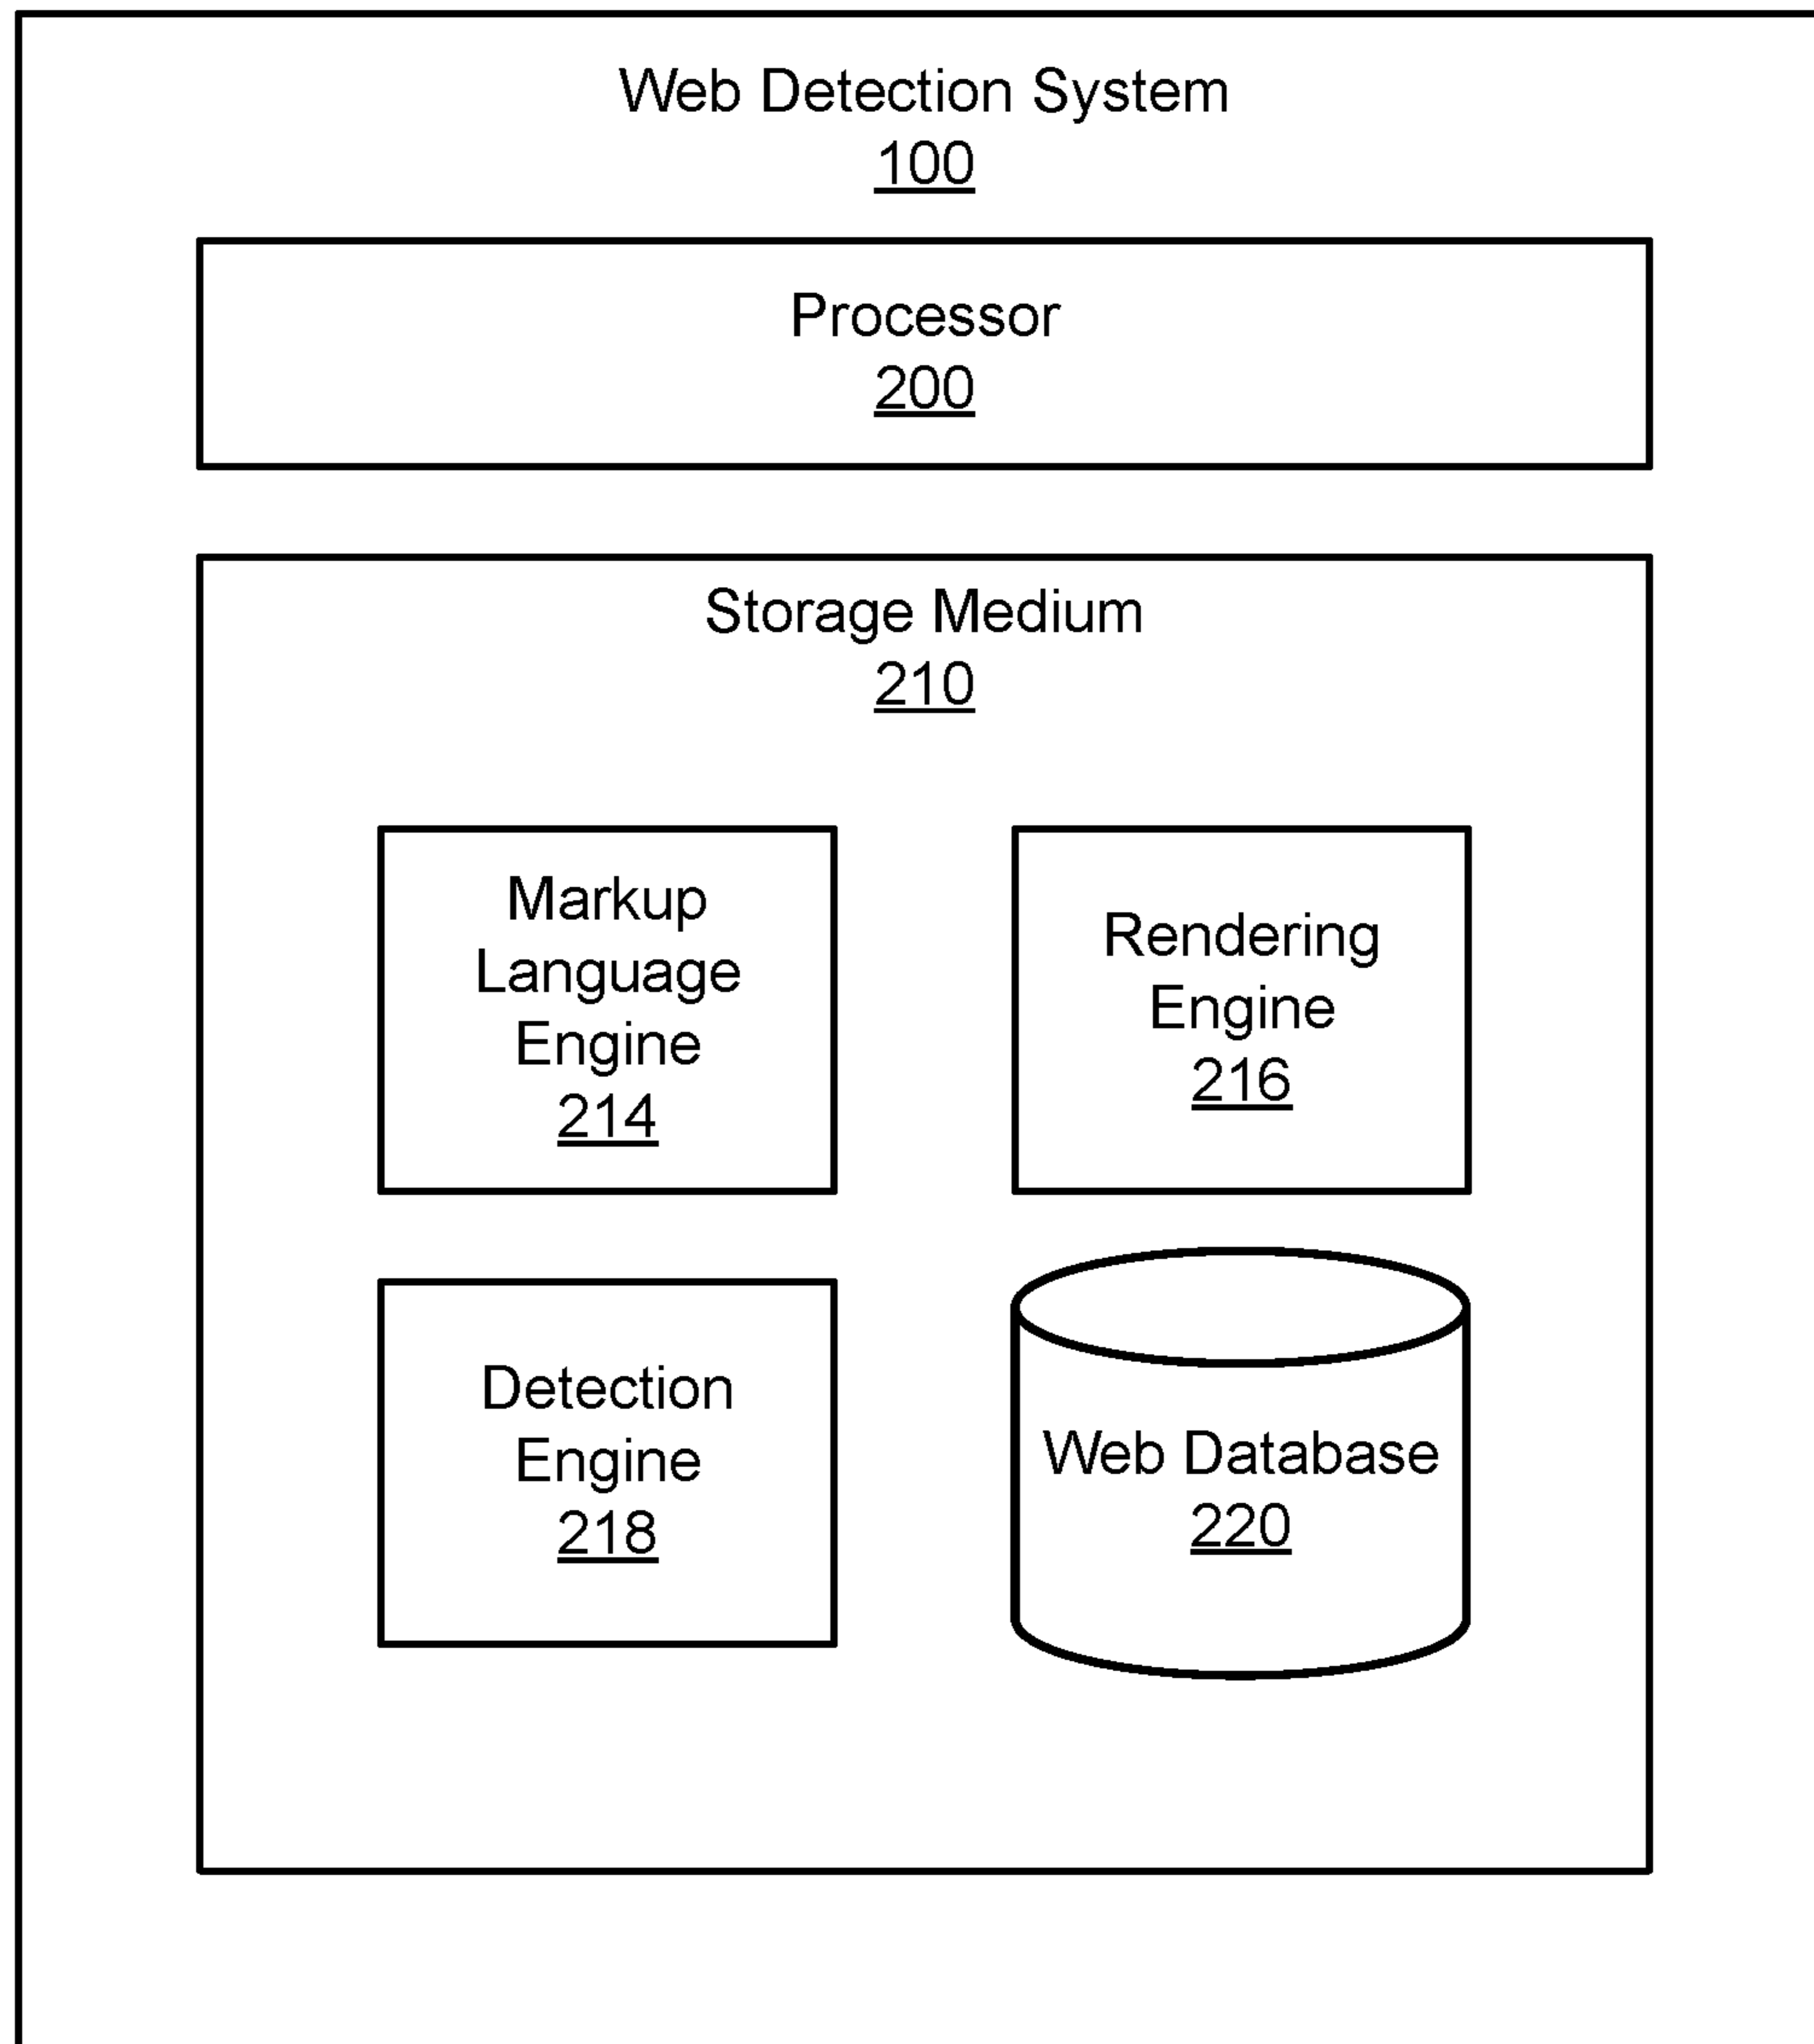 Web Detection System
100
Processor
200
Storage Medium
210
Markup
Language
Engine
214
Rendering
Engine
216
Detection
Engine
218
Web Database
220